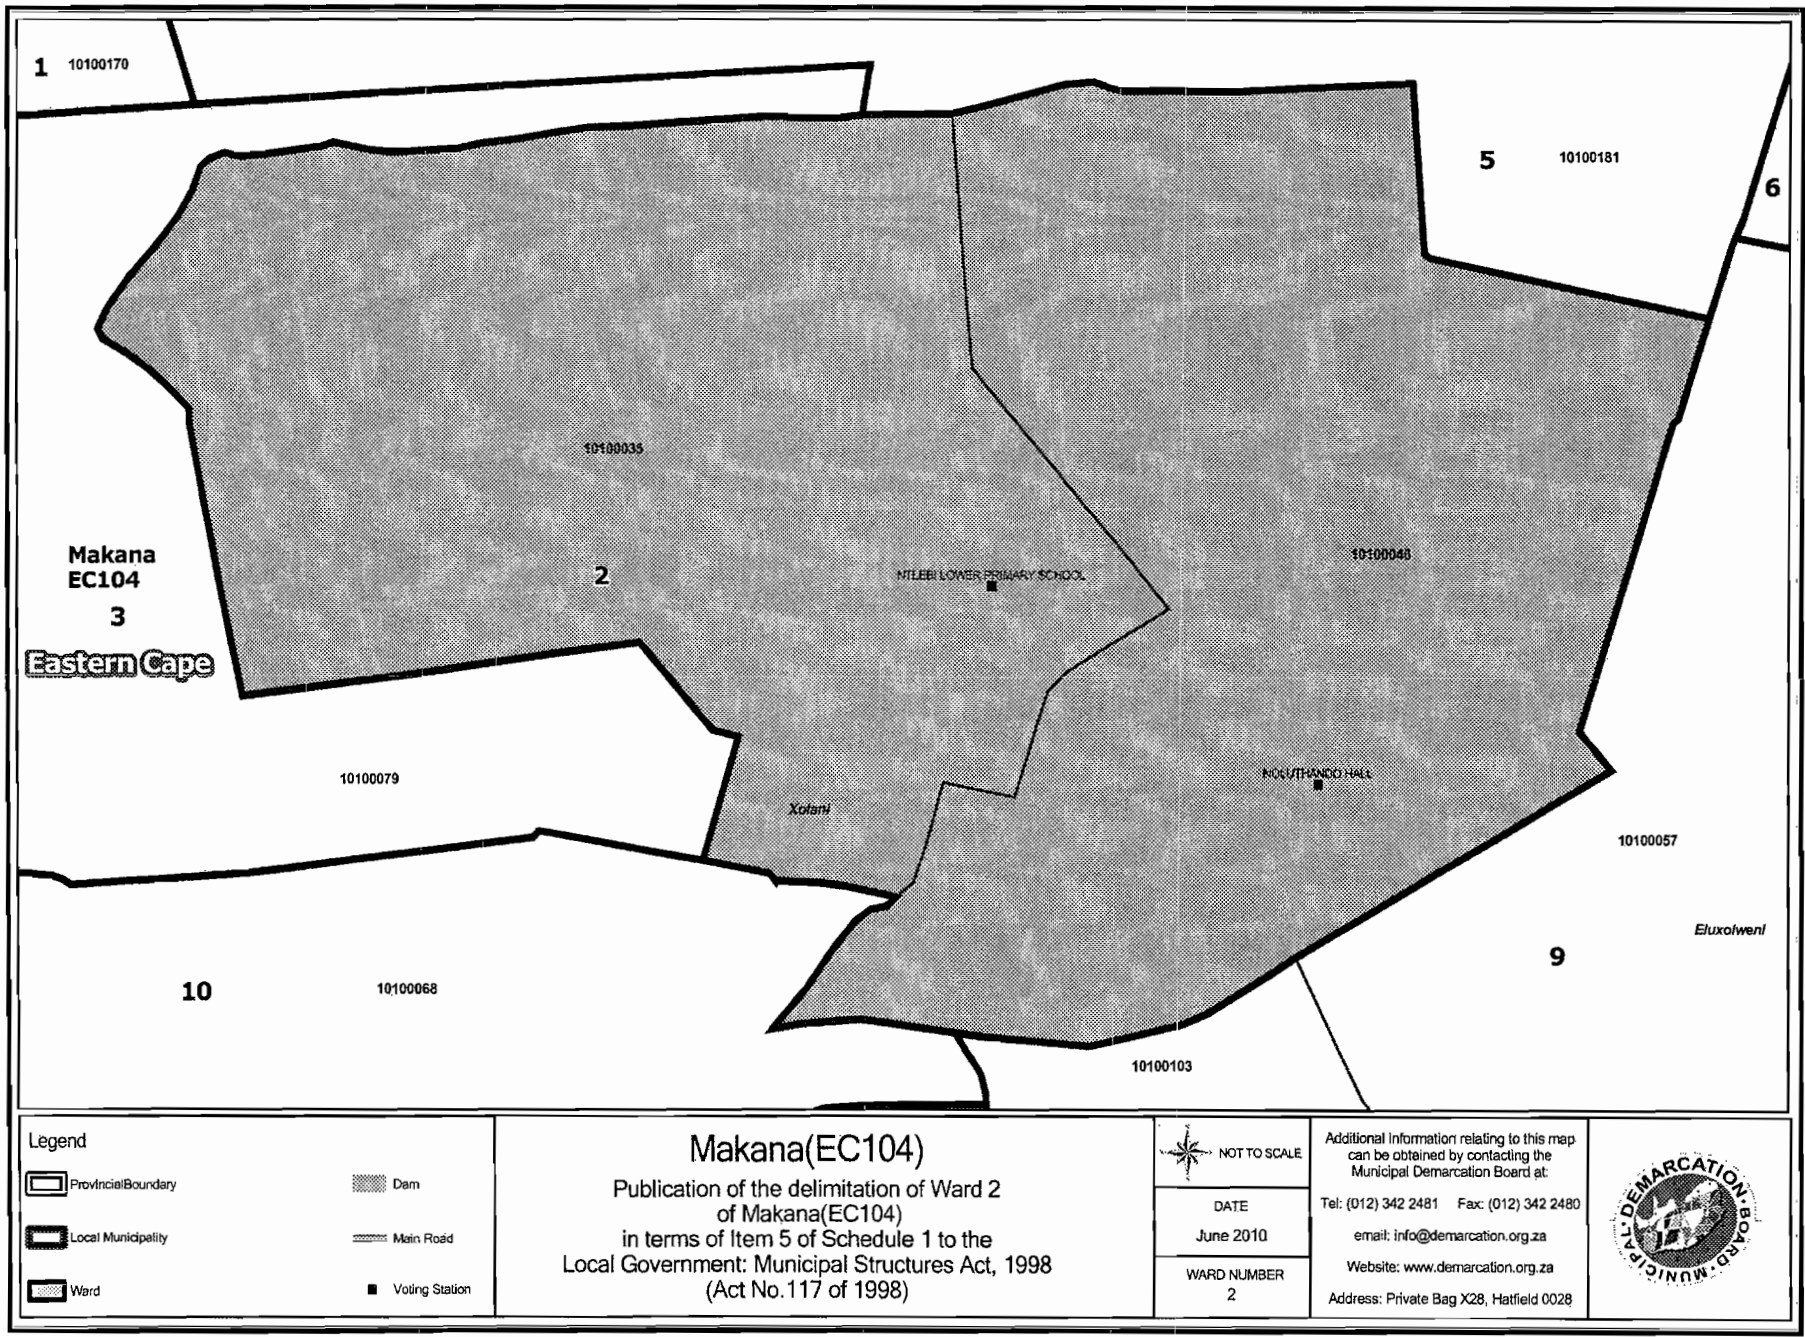 1 10100170
5 10100181
6
10100035
Makana
EC104
3
Eastern Cape
2
NTLEBI LOWER PRIMARY SCHOOL
10100046
10100079
Xolani
NOLUTHANDO HALL
10100057
Eluxolweni
9
10 10100068
10100103
Legend
ProvincialBoundary
Dam
Local Municipality
Main Road
Ward
Voting Station
Makana(EC104)
Publication of the delimitation of Ward 2
of Makana(EC104)
in terms of Item 5 of Schedule 1 to the
Local Government: Municipal Structures Act, 1998
(Act No.117 of 1998)
NOT TO SCALE
DATE
June 2010
WARD NUMBER
2
Additional information relating to this map
can be obtained by contacting the
Municipal Demarcation Board at:
Tel: (012) 342 2481 Fax: (012) 342 2480
email: info@demarcation.org.za
Website: www.demarcation.org.za
Address: Private Bag X28, Hatfield 0028
MUNICIPAL·DEMARCATION·BOARD·